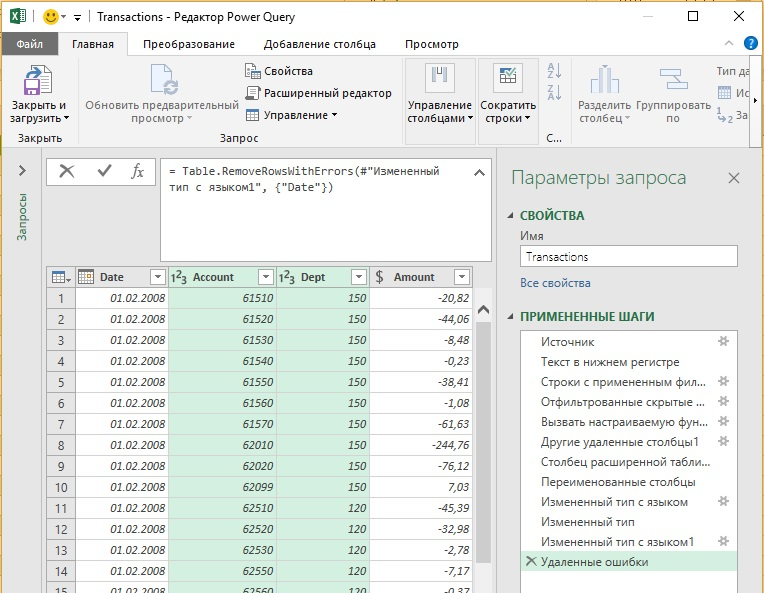 Transactions - Редактор Power Query
Файл Главная Преобразование Добавление столбца Просмотр
Закрыть и загрузить
Закрыть
Обновить предварительный просмотр
Свойства
Расширенный редактор
Управление
Запрос
Управление столбцами
Сократить строки
С...
Разделить столбец
Группировать по
Тип да
Ис
За
Запросы
= Table.RemoveRowsWithErrors(#"Измененный
тип с языком1", {"Date"})
Date Account Dept Amount
1 01.02.2008 61510 150 -20,82
2 01.02.2008 61520 150 -44,06
3 01.02.2008 61530 150 -8,48
4 01.02.2008 61540 150 -0,23
5 01.02.2008 61550 150 -38,41
6 01.02.2008 61560 150 -1,08
7 01.02.2008 61570 150 -61,63
8 01.02.2008 62010 150 -244,76
9 01.02.2008 62020 150 -76,12
10 01.02.2008 62099 150 7,03
11 01.02.2008 62510 120 -45,39
12 01.02.2008 62520 120 -32,98
13 01.02.2008 62530 120 -2,78
14 01.02.2008 62550 120 -7,17
15 01.02.2008 62560 120 -0,37
Параметры запроса
СВОЙСТВА
Имя
Transactions
Все свойства
ПРИМЕНЕННЫЕ ШАГИ
Источник
Текст в нижнем регистре
Строки с примененным фил...
Отфильтрованные скрытые ...
Вызвать настраиваемую фун...
Другие удаленные столбцы1
Столбец расширенной табли...
Переименованные столбцы
Измененный тип с языком
Измененный тип
Измененный тип с языком1
Удаленные ошибки